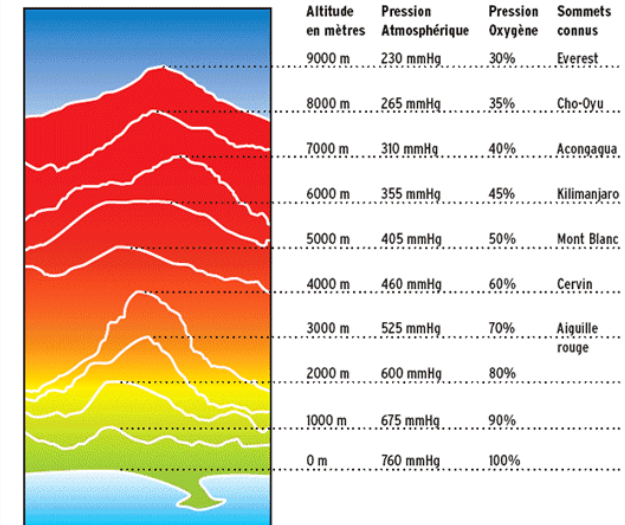 Altitude en mètres Pression Atmosphérique Pression Oxygène Sommets connus
9000 m 230 mmHg 30% Everest
8000 m 265 mmHg 35% Cho-Oyu
7000 m 310 mmHg 40% Acongagua
6000 m 355 mmHg 45% Kilimanjaro
5000 m 405 mmHg 50% Mont Blanc
4000 m 460 mmHg 60% Cervin
3000 m 525 mmHg 70% Aiguille rouge
2000 m 600 mmHg 80%
1000 m 675 mmHg 90%
0 m 760 mmHg 100%